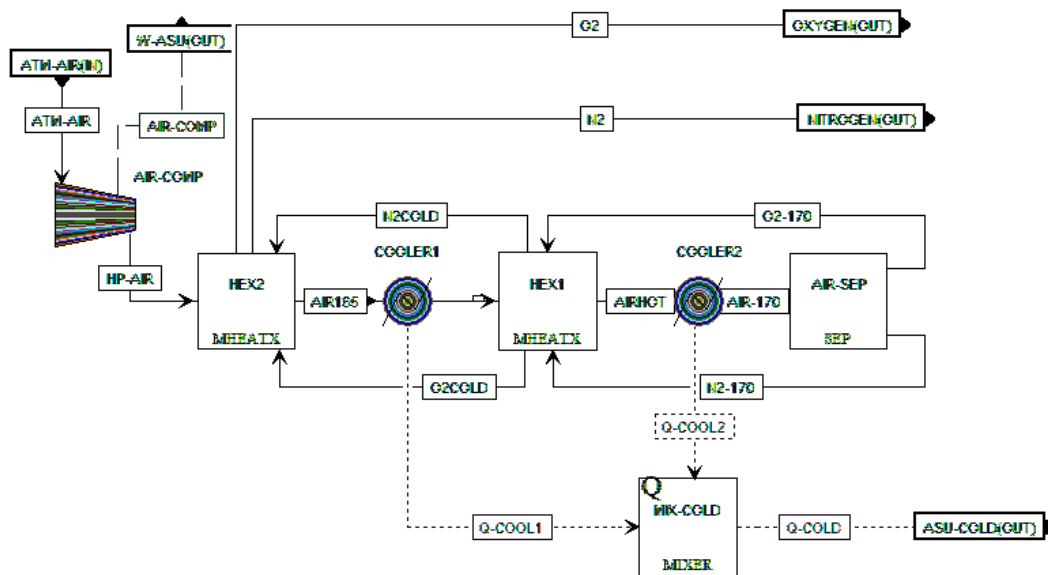 O2
OXYGEN(OUT)
W-ASU(OUT)
ATM-AIR(IN)
ATM-AIR
AIR-COMP
N2
NITROGEN(OUT)
AIR-COMP
N2COLD
O2-170
COOLER1
COOLER2
HP-AIR
HEX2
HEX1
AIR-SEP
AIRHOT
AIR-170
MHEATX
MHEATX
SEP
O2COLD
N2-170
Q-COOL2
Q
MIX-COLD
Q-COOL1
Q-COLD
ASU-COLD(OUT)
MIXER